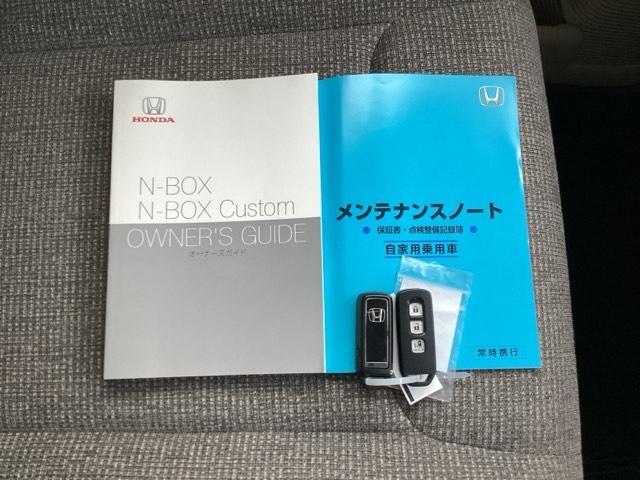 HONDA
N-BOX
N-BOX Custom
OWNER'S GUIDE
オーナーズガイド
メンテナンスノート
● 保証書・点検整備記録簿 ●
自家用乗用車
常時携行